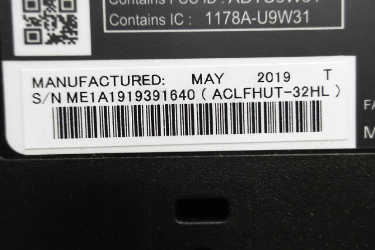 Contains IC : 1178A-U9W31
MANUFACTURED: MAY 2019 T
S/N ME1A1919391640 ( ACLFHUT-32HL )